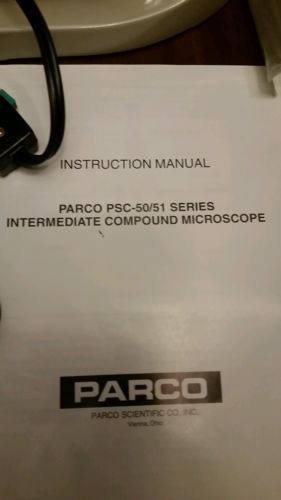 INSTRUCTION MANUAL
PARCO PSC-50/51 SERIES
INTERMEDIATE COMPOUND MICROSCOPE
PARCO
PARCO SCIENTIFIC CO. INC.
Vienna, Ohio